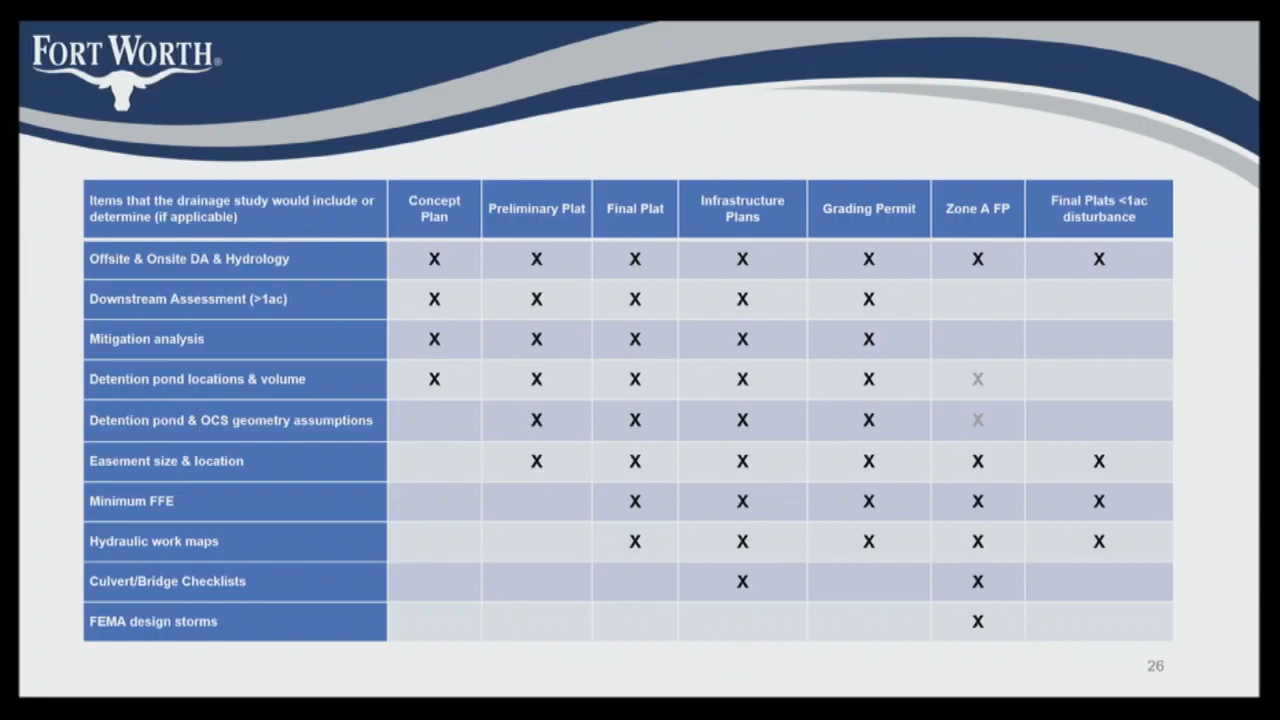 FORT WORTH®
Items that the drainage study would include or determine (if applicable) Concept Plan Preliminary Plat Final Plat Infrastructure Plans Grading Permit Zone A FP Final Plats <1ac disturbance
Offsite & Onsite DA & Hydrology X X X X X X X
Downstream Assessment (>1ac) X X X X X
Mitigation analysis X X X X X
Detention pond locations & volume X X X X X X
Detention pond & OCS geometry assumptions X X X X X
Easement size & location X X X X X X
Minimum FFE X X X X X
Hydraulic work maps X X X X X
Culvert/Bridge Checklists X X
FEMA design storms X
26